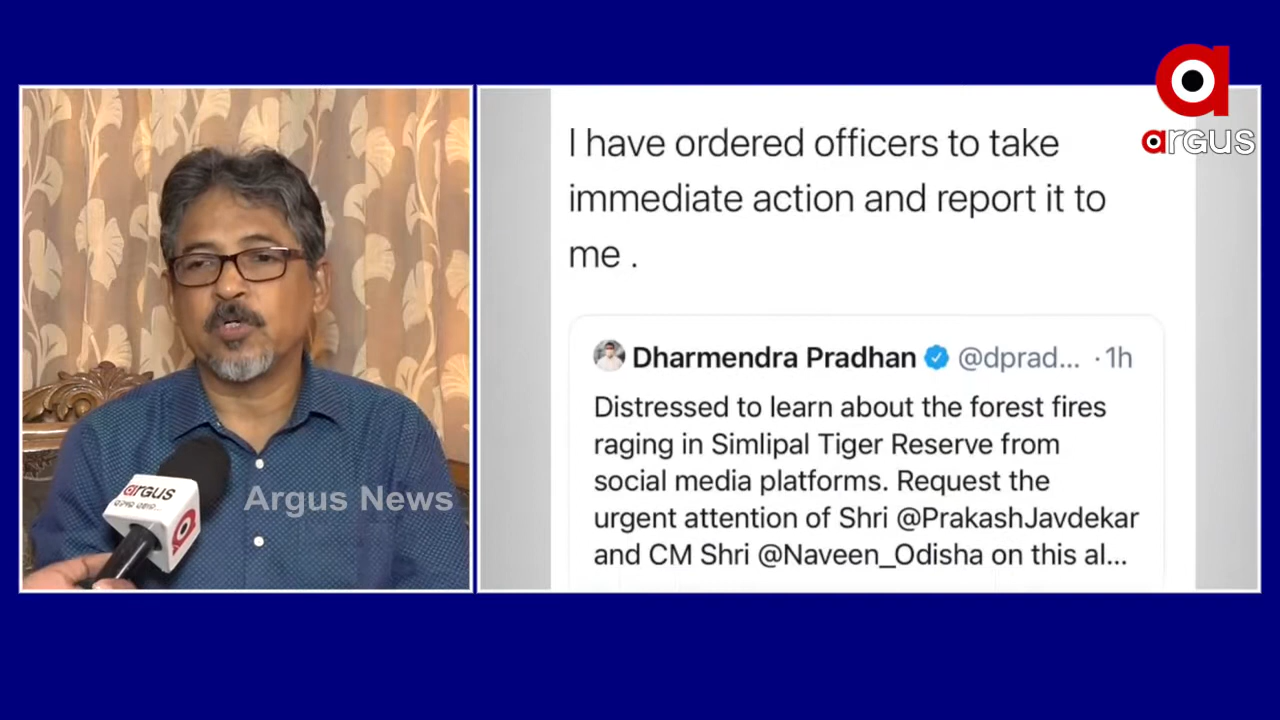 argus
I have ordered officers to take
immediate action and report it to
me .
Dharmendra Pradhan @dprad... · 1h
Distressed to learn about the forest fires
raging in Simlipal Tiger Reserve from
social media platforms. Request the
urgent attention of Shri @PrakashJavdekar
and CM Shri @Naveen_Odisha on this al...
argus
Argus News